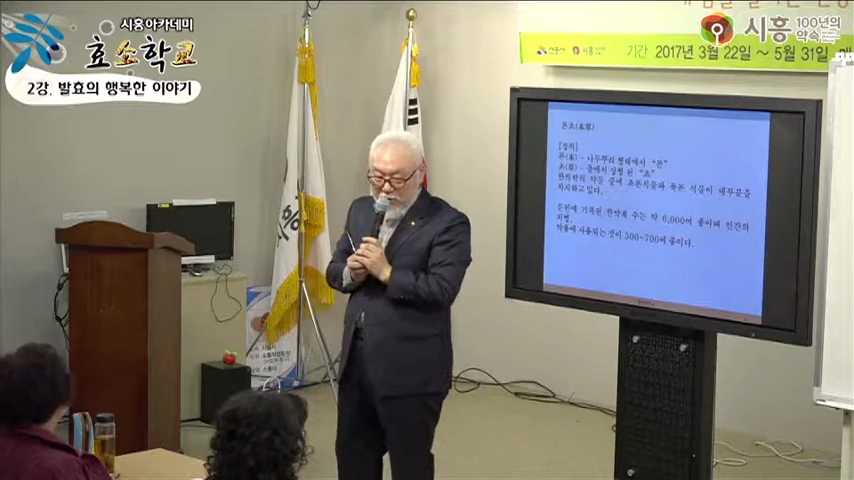 시흥아카데미
효소학교
2강. 발효의 행복한 이야기
시흥 100년의 약속
기간 2017년 3월 22일 ~ 5월 31일
본초(本草)
[정의]
본(本) - 나무뿌리 형태에서 "본"
초(草) - 풀에서 상형 된 "초"
한의학의 약물 중에 초본식물과 목본 식물이 대부분을
차지하고 있다.
문헌에 기록된 한약재 수는 약 6,000여 종이며 인간의
질병,
약용에 사용되는 것이 500~700여 종이다.